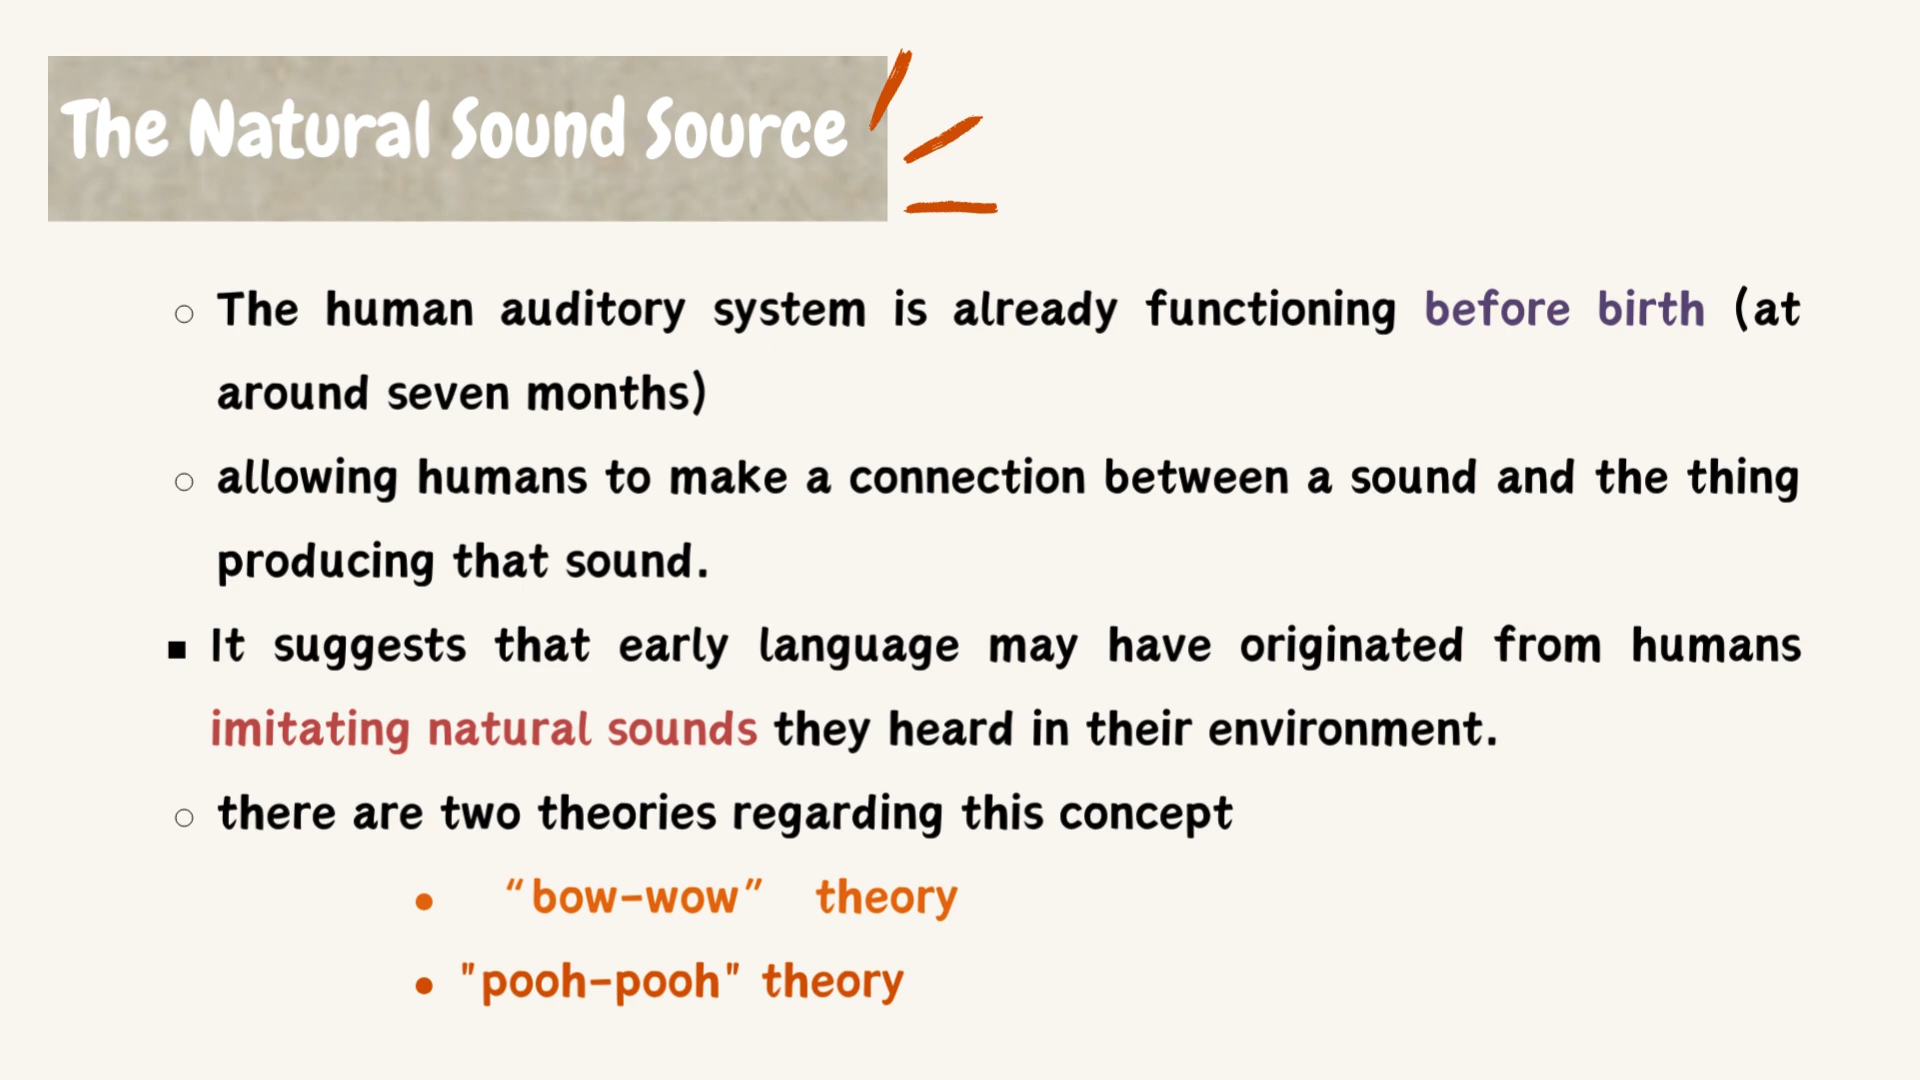 The Natural Sound Source
The human auditory system is already functioning before birth (at
around seven months)
allowing humans to make a connection between a sound and the thing
producing that sound.
It suggests that early language may have originated from humans
imitating natural sounds they heard in their environment.
there are two theories regarding this concept
“bow-wow” theory
"pooh-pooh" theory